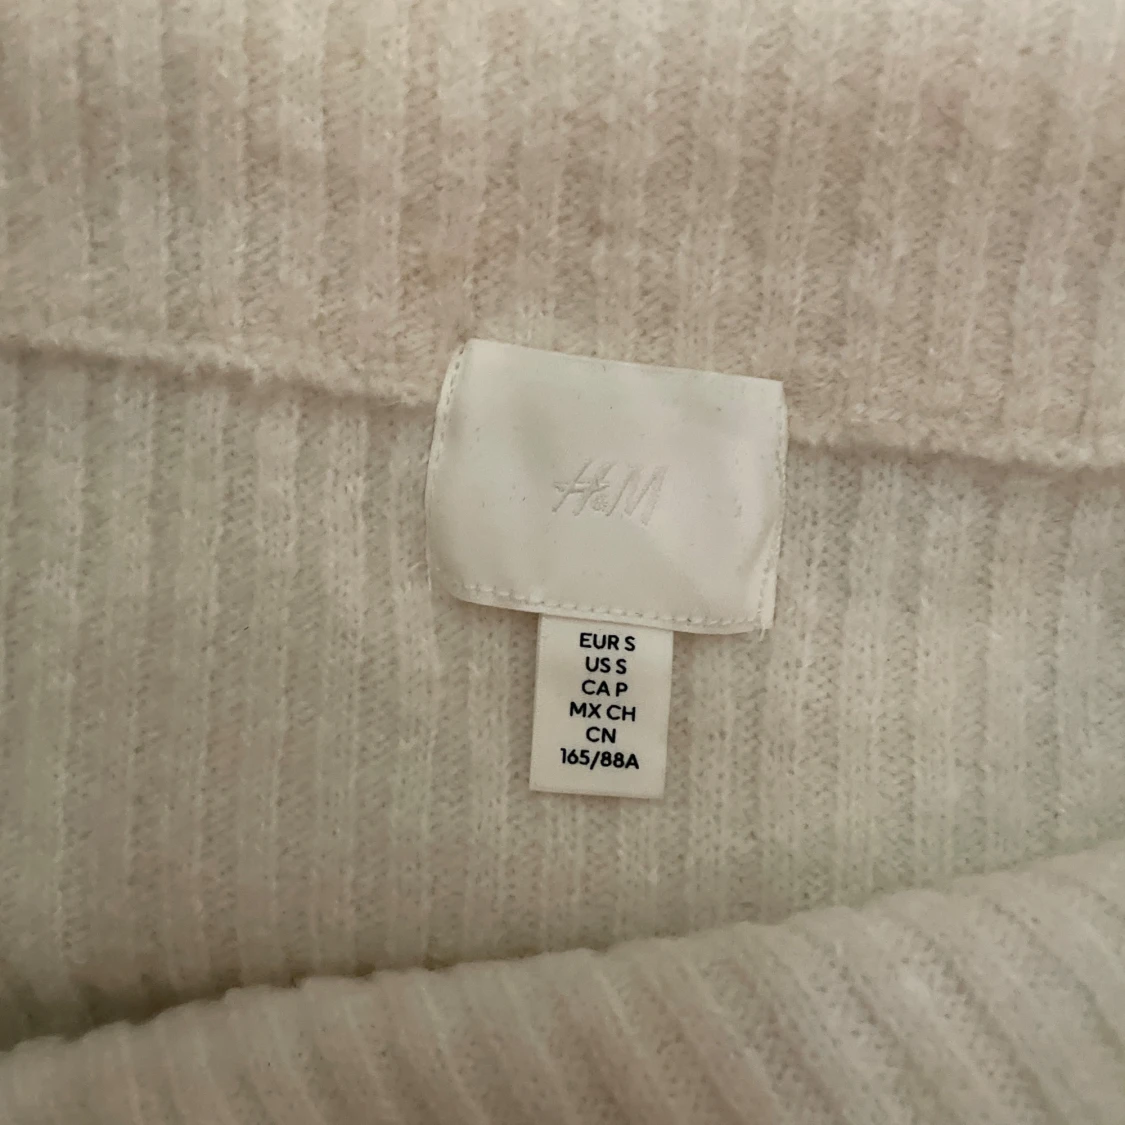 H&M
EUR S
US S
CA P
MX CH
CN
165/88A